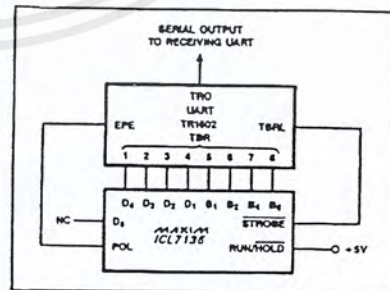 SERIAL OUTPUT
TO RECEIVING UART
TRO
EPE UART TBRL
TR1602
TBR
1 2 3 4 5 6 7 8
D4 D3 D2 D1 B1 B2 B4 B8
NC D5 MAXIM STROBE
ICL7135
POL RUN/HOLD +5V